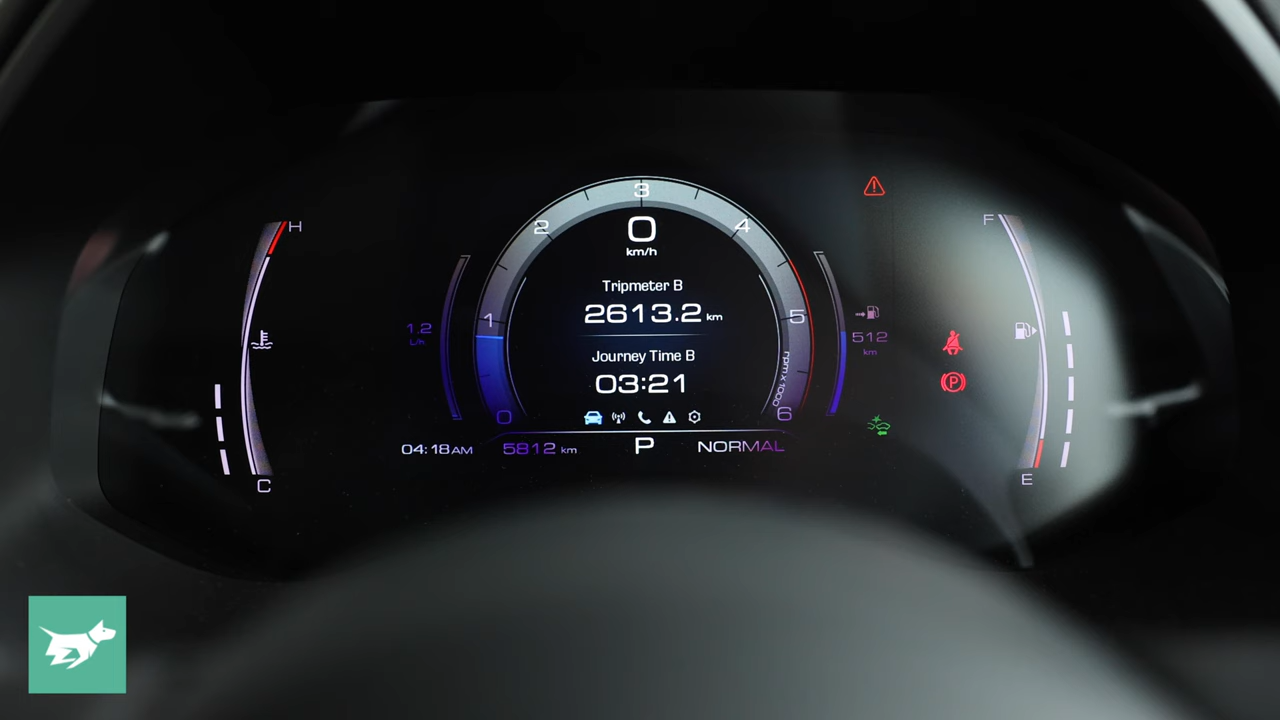 3
2
4
1
5
0
6
rpm x 1000
0
km/h
Tripmeter B
2613.2 km
Journey Time B
03:21
H
C
1.2
L/h
F
E
512
km
P
04:18AM
5812 km
P
NORMAL